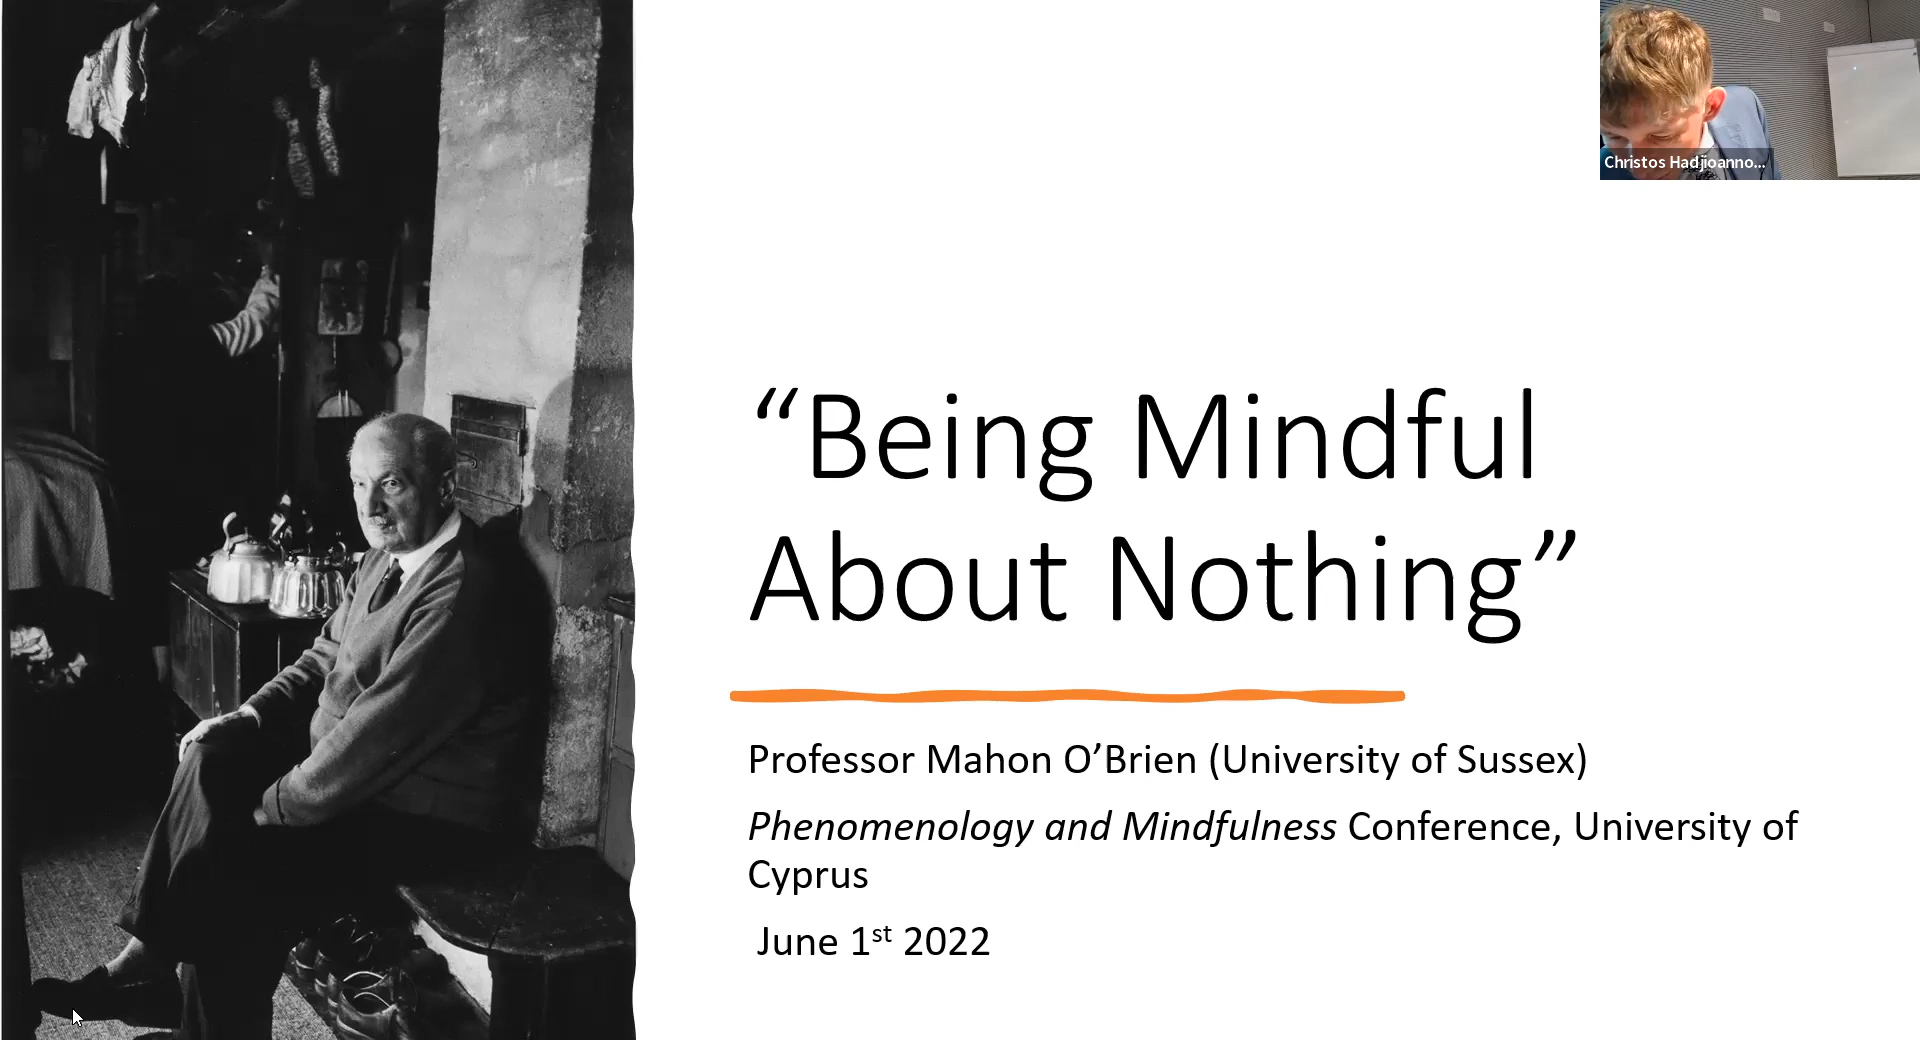 Christos Hadjioanno...
“Being Mindful
About Nothing”
Professor Mahon O’Brien (University of Sussex)
Phenomenology and Mindfulness Conference, University of
Cyprus
June 1st 2022